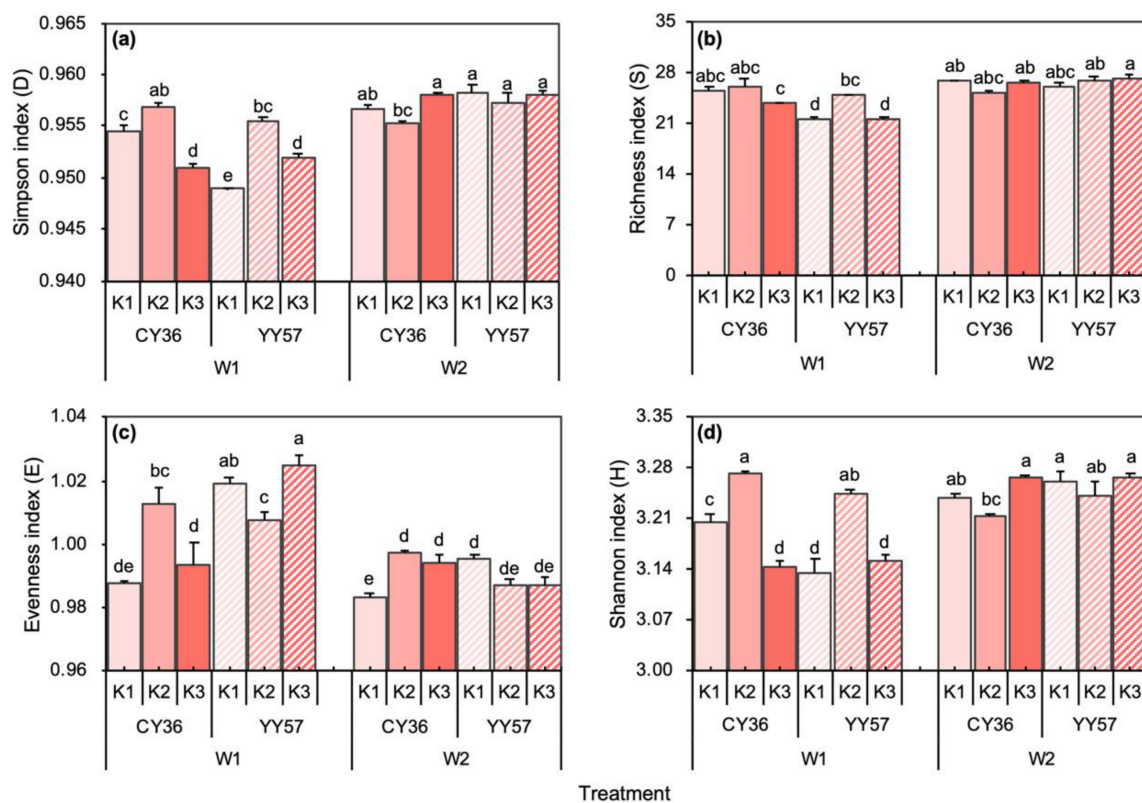 (a)
Simpson index (D)
0.965
0.960
0.955
0.950
0.945
0.940
c ab d e bc d ab bc a a a a
K1 K2 K3 K1 K2 K3 K1 K2 K3 K1 K2 K3
CY36 YY57 CY36 YY57
W1 W2
(b)
Richness index (S)
35
28
21
14
7
0
abc abc c d bc d ab abc ab abc ab a
K1 K2 K3 K1 K2 K3 K1 K2 K3 K1 K2 K3
CY36 YY57 CY36 YY57
W1 W2
(c)
Evenness index (E)
1.04
1.02
1.00
0.98
0.96
de bc d ab c a e d d d de de
K1 K2 K3 K1 K2 K3 K1 K2 K3 K1 K2 K3
CY36 YY57 CY36 YY57
W1 W2
(d)
Shannon index (H)
3.35
3.28
3.21
3.14
3.07
3.00
c a d d ab d ab bc a a ab a
K1 K2 K3 K1 K2 K3 K1 K2 K3 K1 K2 K3
CY36 YY57 CY36 YY57
W1 W2
Treatment